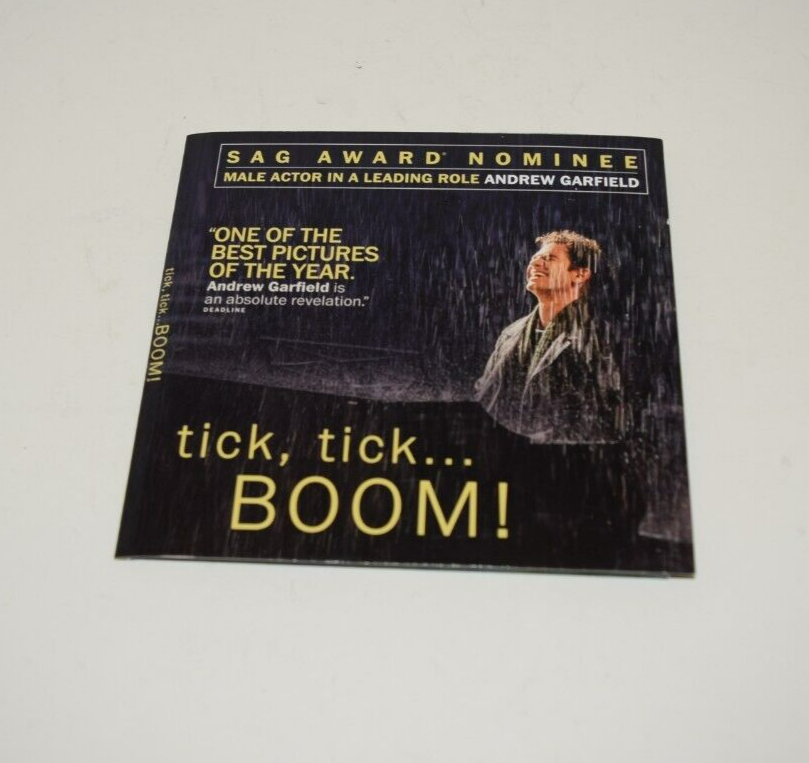 SAG AWARD® NOMINEE
MALE ACTOR IN A LEADING ROLE ANDREW GARFIELD
“ONE OF THE
BEST PICTURES
OF THE YEAR.
Andrew Garfield is
an absolute revelation.”
DEADLINE
tick, tick...BOOM!
tick, tick...
BOOM!